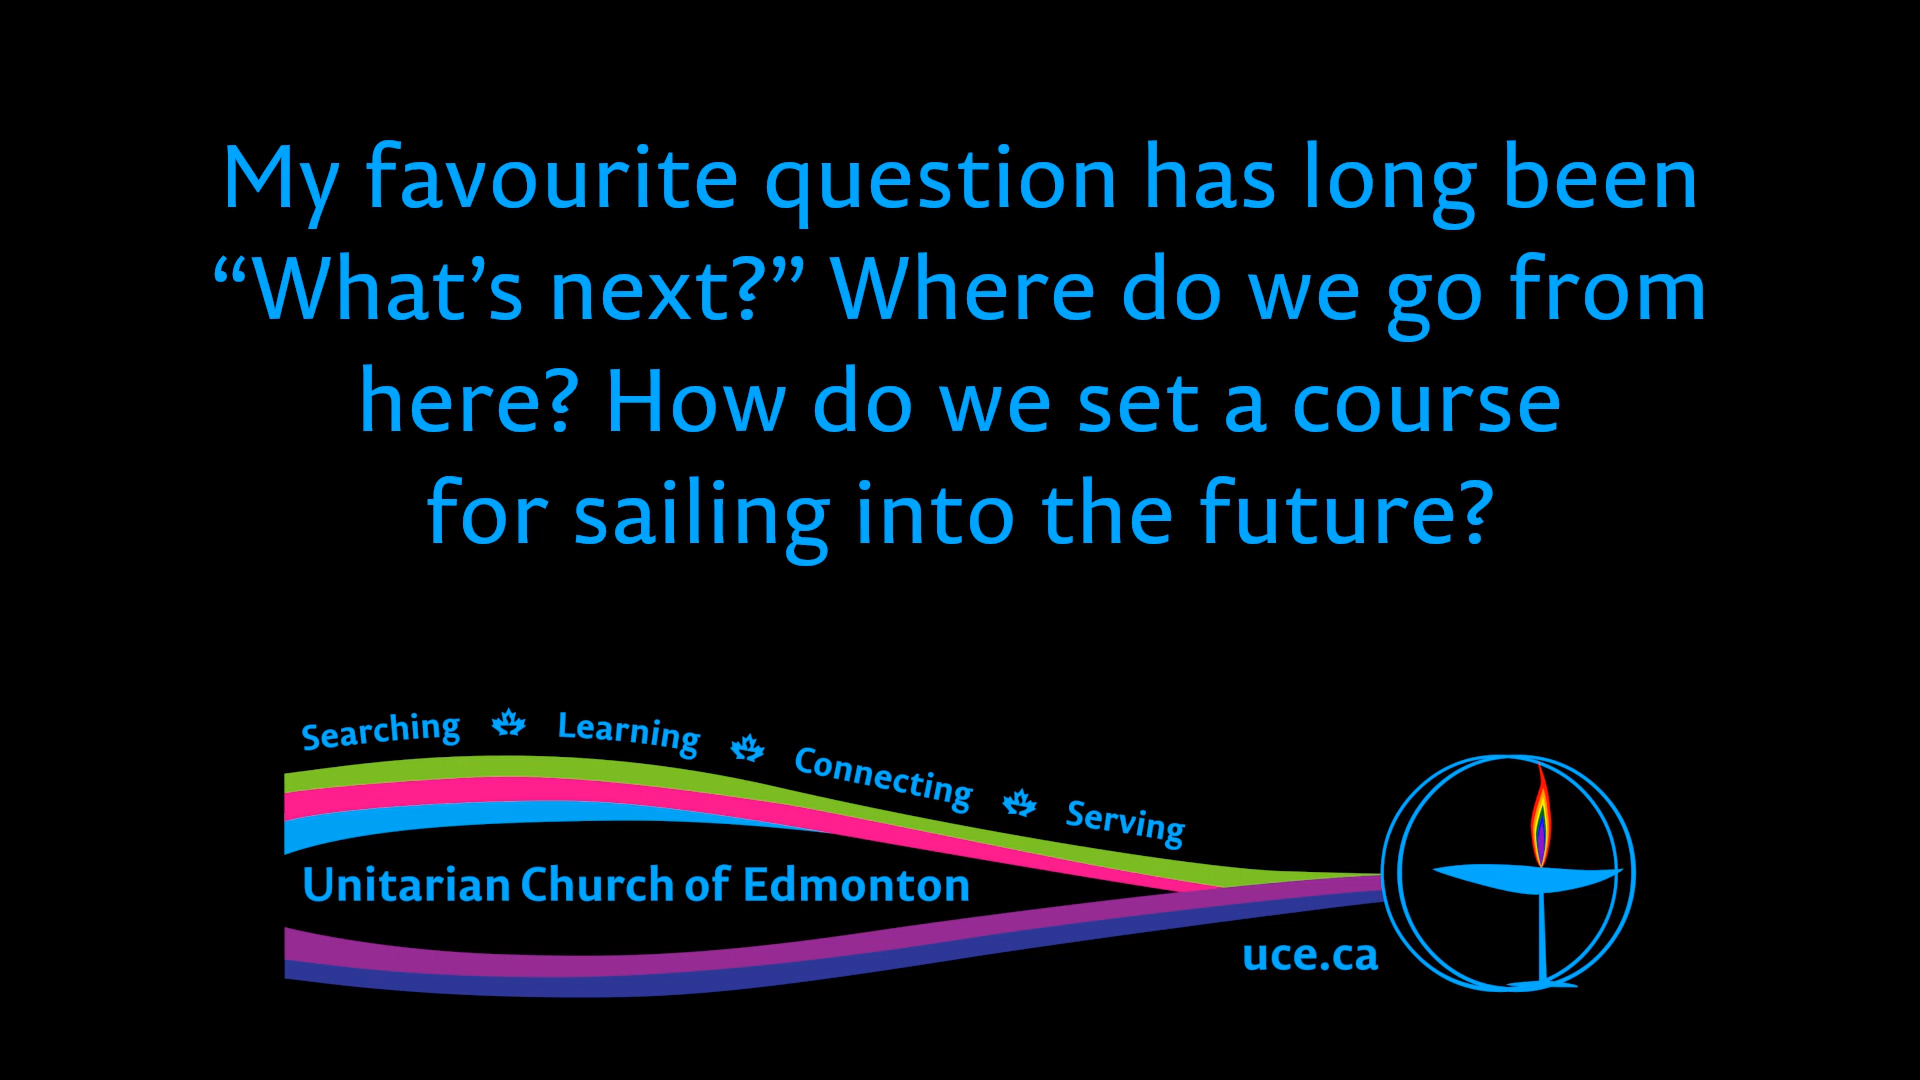 My favourite question has long been
“What’s next?” Where do we go from
here? How do we set a course
for sailing into the future?
Searching Learning Connecting Serving
Unitarian Church of Edmonton
uce.ca